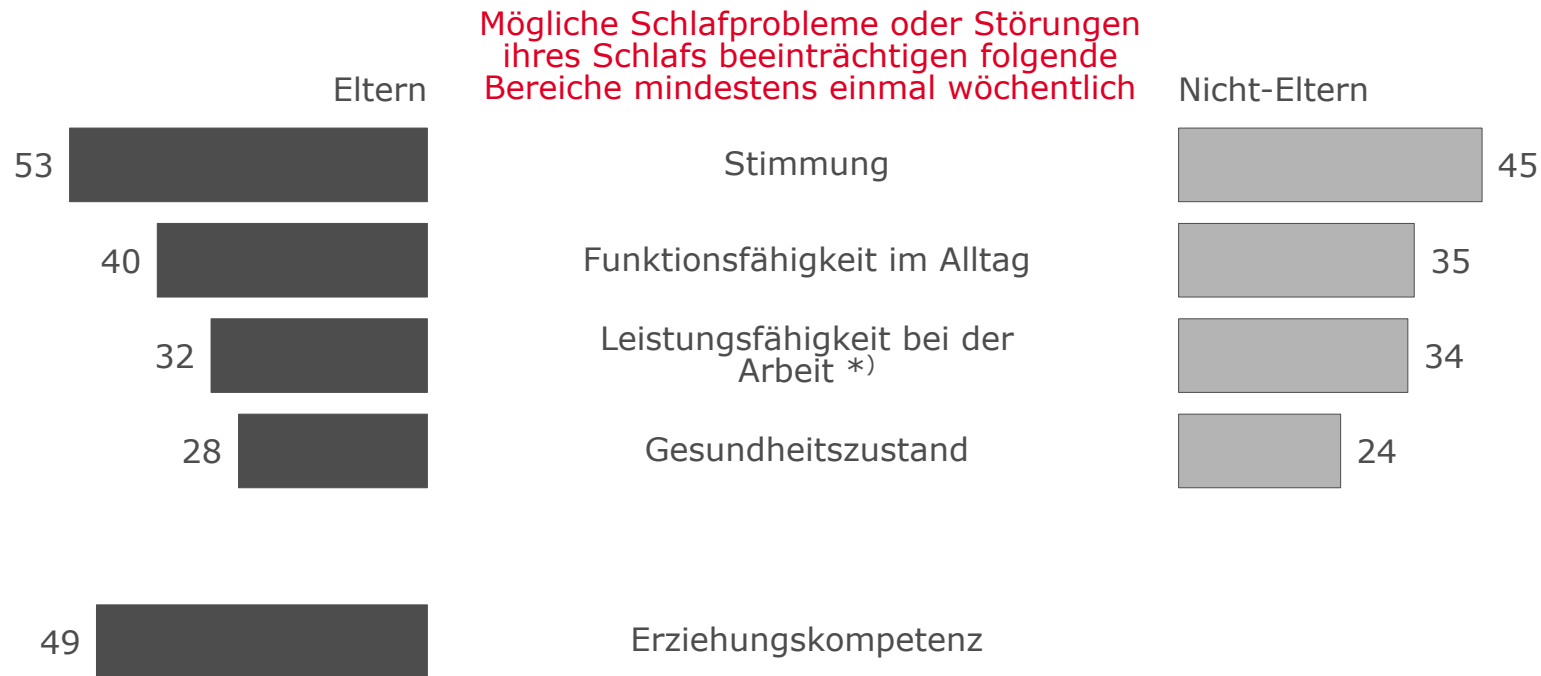 Mögliche Schlafprobleme oder Störungen
ihres Schlafs beeinträchtigen folgende
Bereiche mindestens einmal wöchentlich
Eltern
Nicht-Eltern
53
Stimmung
45
40
Funktionsfähigkeit im Alltag
35
32
Leistungsfähigkeit bei der
Arbeit *)
34
28
Gesundheitszustand
24
49
Erziehungskompetenz